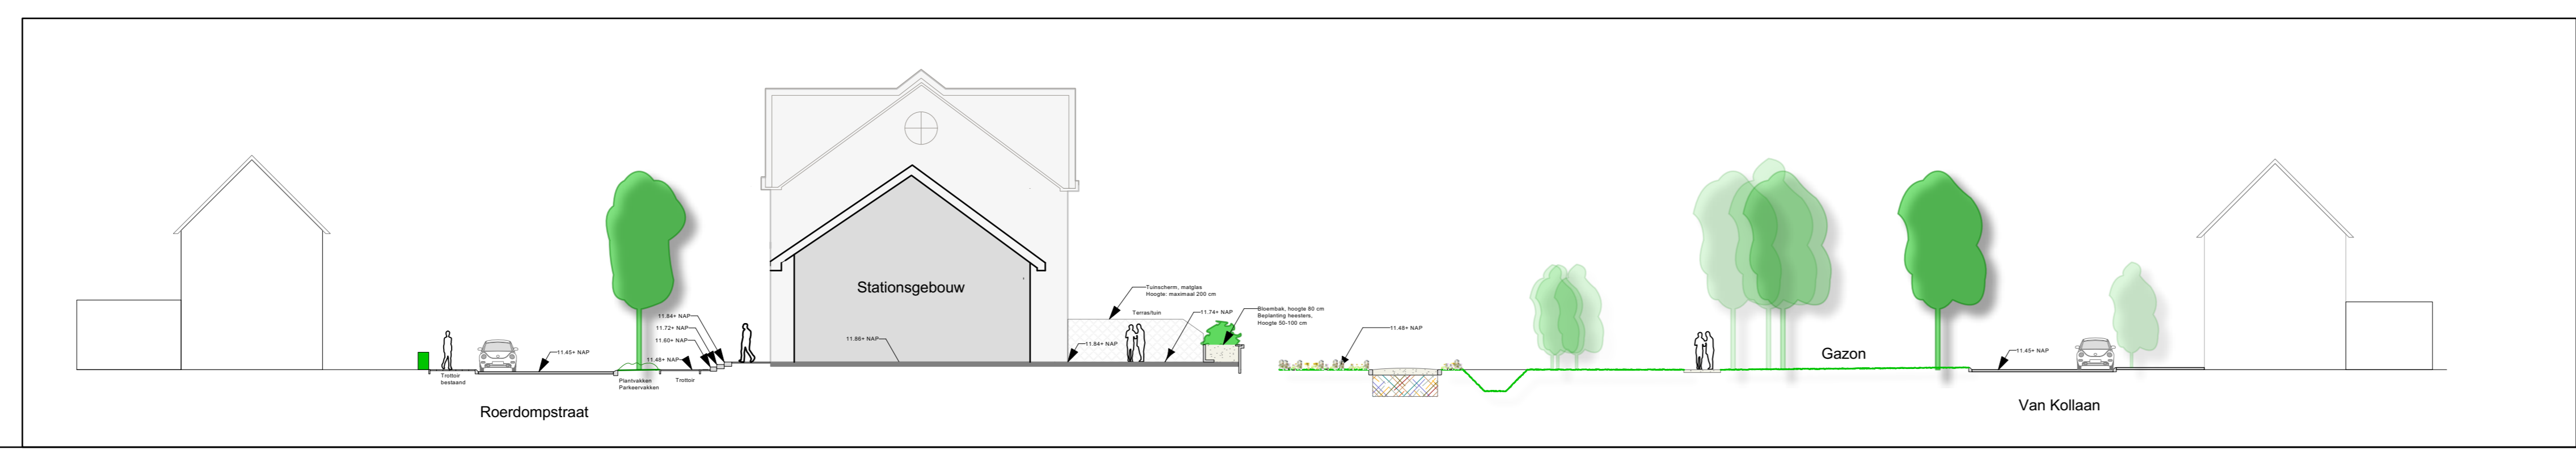 Stationsgebouw
Tuinscherm, matglas
Hoogte: maximaal 200 cm
Terras/tuin
11.74+ NAP
Bloembak, hoogte 80 cm
Beplanting heesters,
Hoogte 50-100 cm
11.84+ NAP
11.72+ NAP
11.60+ NAP
11.48+ NAP
11.86+ NAP
11.84+ NAP
11.48+ NAP
11.45+ NAP
Gazon
11.45+ NAP
Trottoir
bestaand
Plantvakken
Parkeervakken
Trottoir
Roerdompstraat
Van Kollaan